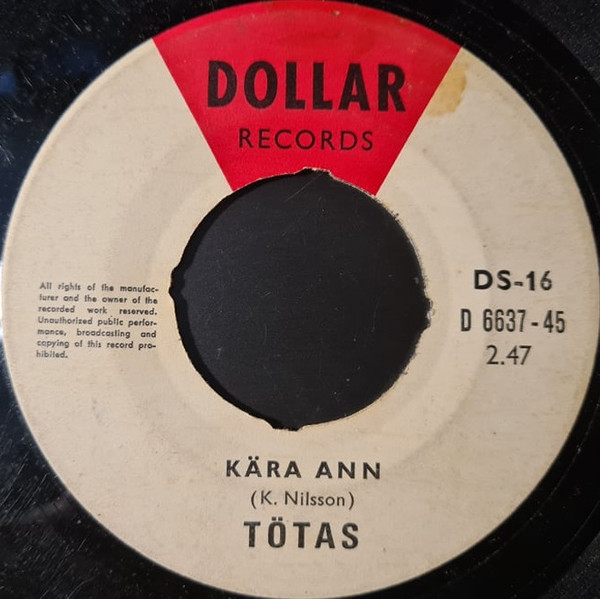 DOLLAR
RECORDS
All rights of the manufac-
turer and the owner of the
recorded work reserved.
Unauthorized public perfor-
mance, broadcasting and
copying of this record pro-
hibited.
DS-16
D 6637-45
2.47
KÄRA ANN
(K. Nilsson)
TÖTAS